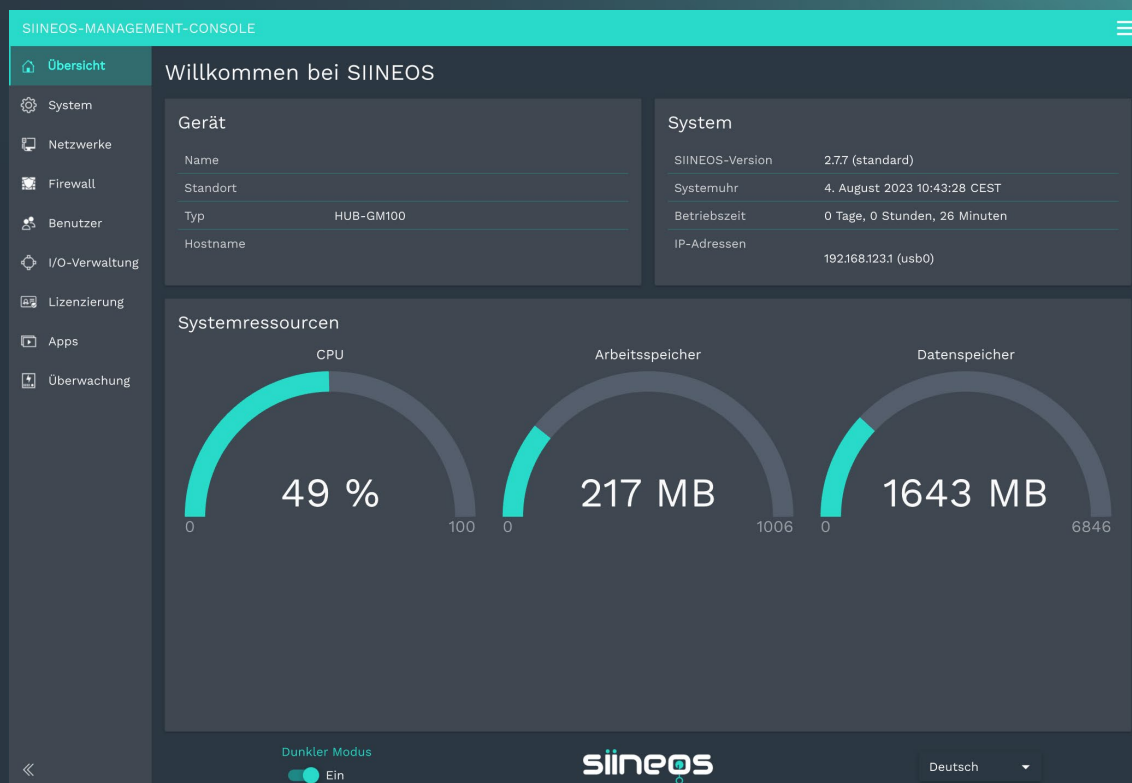 SIINEOS-MANAGEMENT-CONSOLE
Übersicht
System
Netzwerke
Firewall
Benutzer
I/O-Verwaltung
Lizenzierung
Apps
Überwachung
Willkommen bei SIINEOS
Gerät
Name
Standort
Typ HUB-GM100
Hostname
System
SIINEOS-Version 2.7.7 (standard)
Systemuhr 4. August 2023 10:43:28 CEST
Betriebszeit 0 Tage, 0 Stunden, 26 Minuten
IP-Adressen
192.168.123.1 (usb0)
Systemressourcen
CPU
49 %
0 100
Arbeitsspeicher
217 MB
0 1006
Datenspeicher
1643 MB
0 6846
Dunkler Modus
Ein
siineos
Deutsch